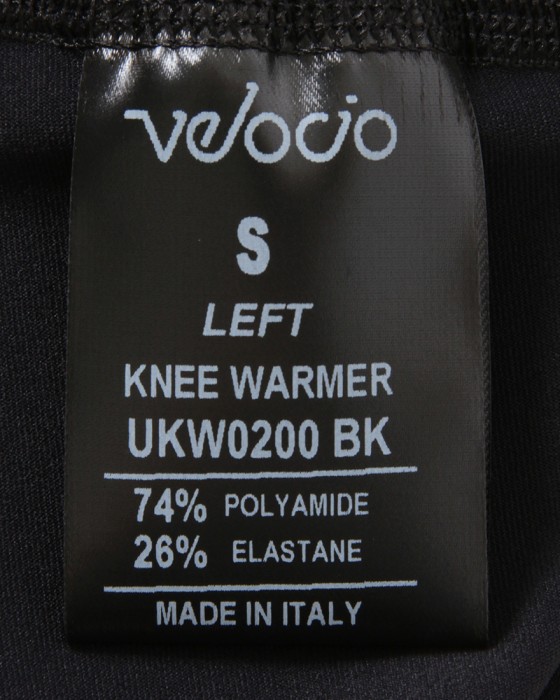 velocio
S
LEFT
KNEE WARMER
UKW0200 BK
74% POLYAMIDE
26% ELASTANE
MADE IN ITALY